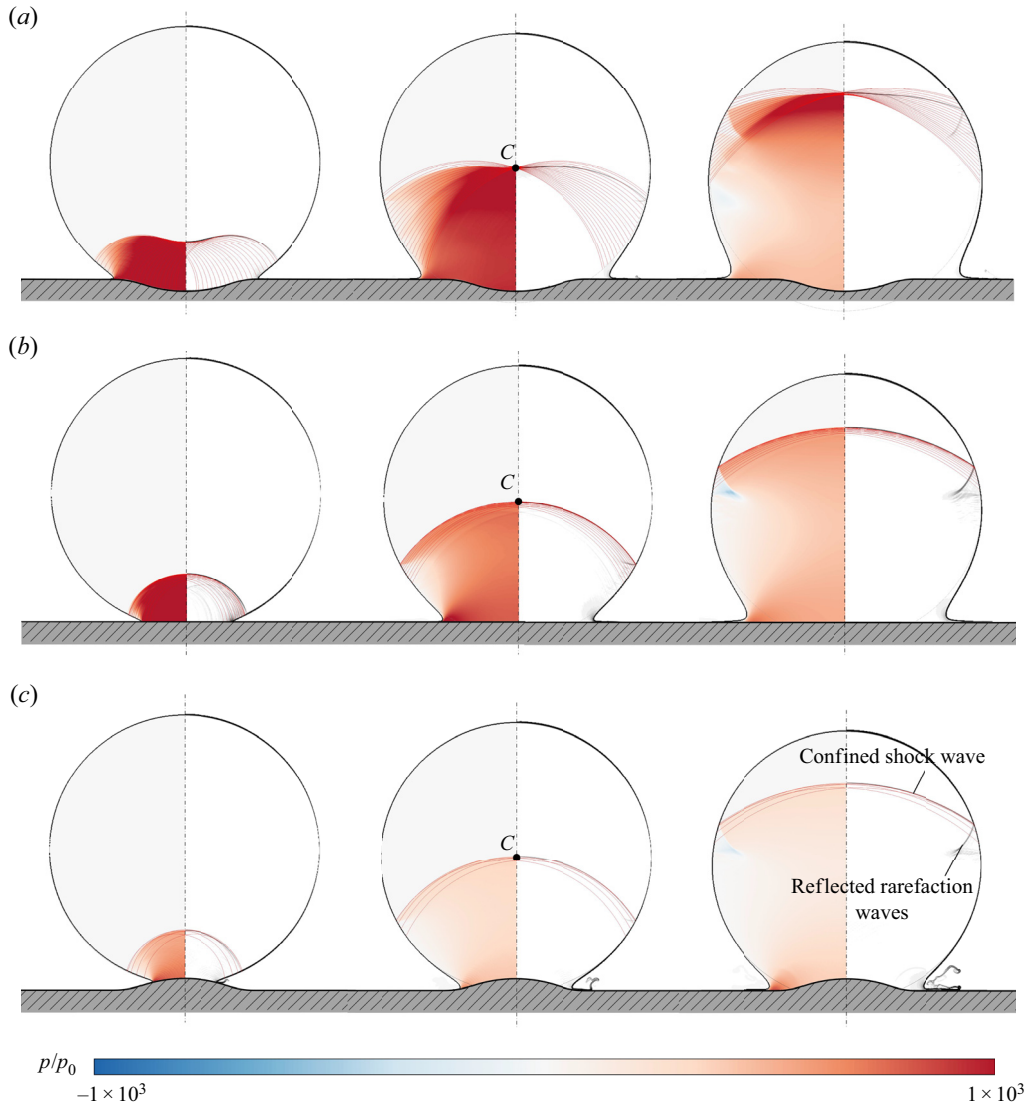 (a)
C
(b)
C
(c)
Confined shock wave
C
Reflected rarefaction
waves
p/p0
–1 × 10³
1 × 10³